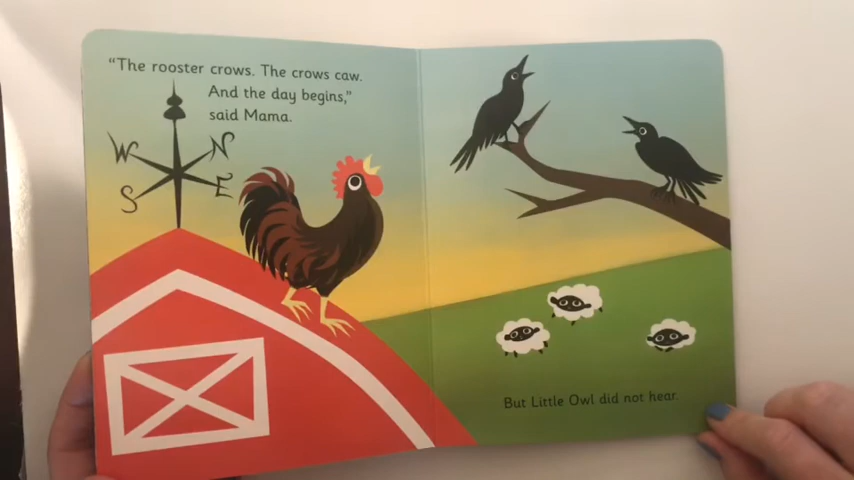 “The rooster crows. The crows caw.
And the day begins,”
said Mama.
W N
S E
But Little Owl did not hear.